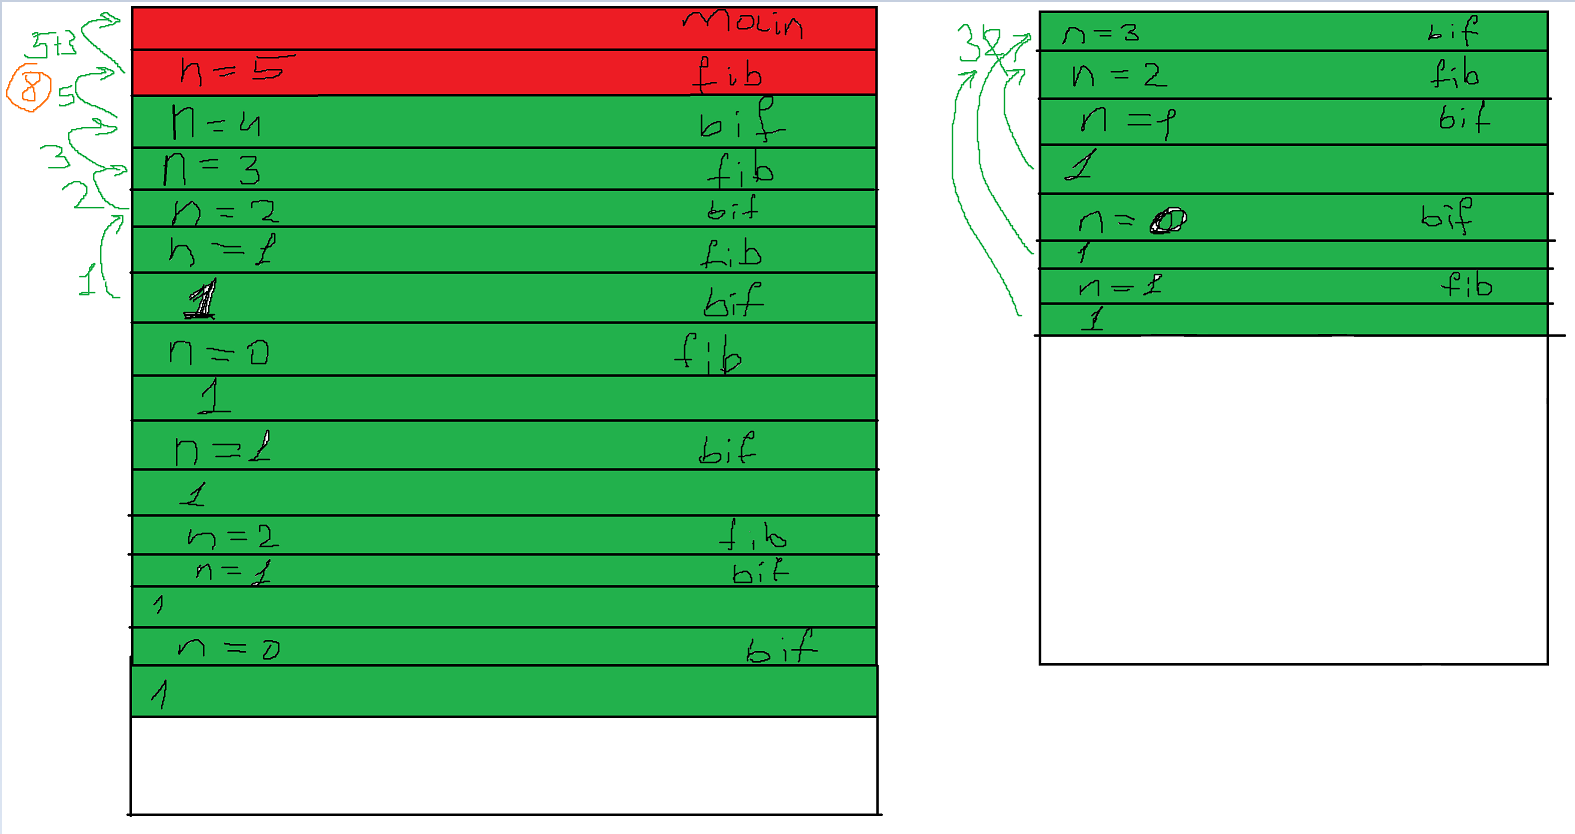 main
n=5 fib
n=4 bif
n=3 fib
n=2 bif
n=1 fib
1 bif
n=0 fib
1
n=1 bif
1
n=2 fib
n=1 bif
1
n=0 bif
1
5+3
8
5
3
2
1
n=3 bif
n=2 fib
n=1 bif
1
n=0 bif
1
n=1 fib
1
3